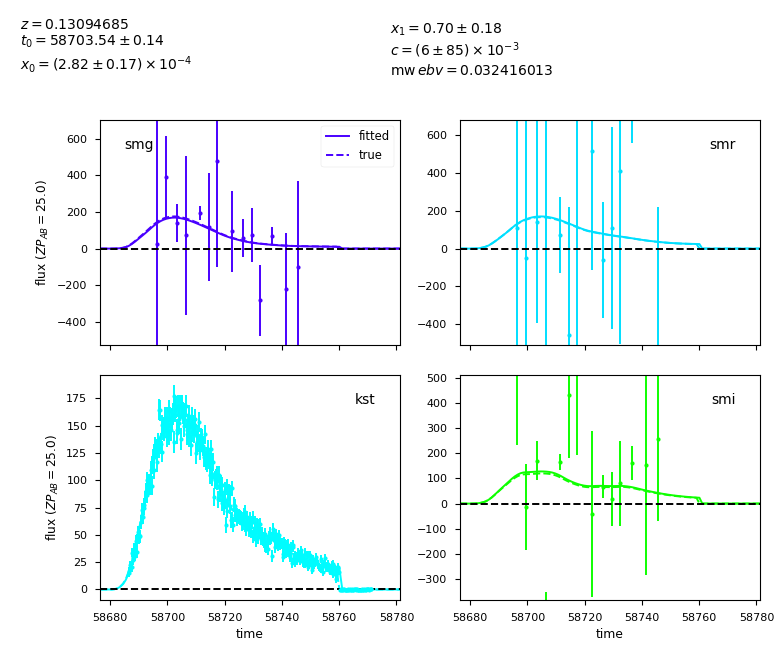 z = 0.13094685
t₀ = 58703.54 ± 0.14
x₀ = (2.82 ± 0.17) × 10⁻⁴
x₁ = 0.70 ± 0.18
c = (6 ± 85) × 10⁻³
mw ebv = 0.032416013
smg
fitted
true
flux (ZP_AB = 25.0)
600
400
200
0
−200
−400
smr
600
400
200
0
−200
−400
kst
flux (ZP_AB = 25.0)
175
150
125
100
75
50
25
0
58680 58700 58720 58740 58760 58780
time
smi
500
400
300
200
100
0
−100
−200
−300
58680 58700 58720 58740 58760 58780
time